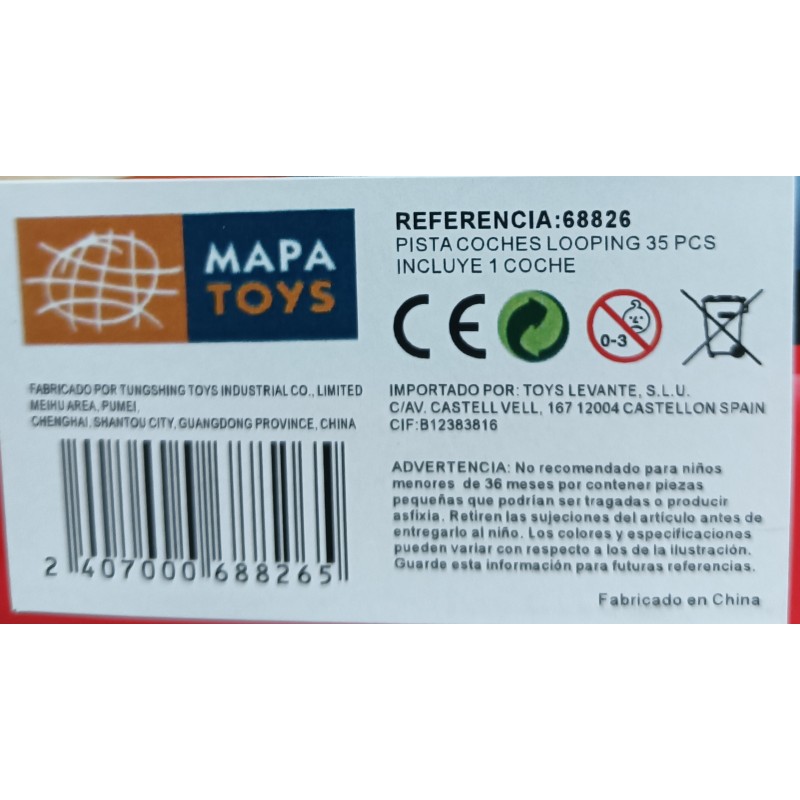 MAPA
TOYS
REFERENCIA:68826
PISTA COCHES LOOPING 35 PCS
INCLUYE 1 COCHE
CE
0-3
FABRICADO POR TUNGSHING TOYS INDUSTRIAL CO., LIMITED
MEIHU AREA, PUMEI,
CHENGHAI, SHANTOU CITY, GUANGDONG PROVINCE, CHINA
2 407000 688265
IMPORTADO POR: TOYS LEVANTE, S.L.U.
C/AV. CASTELL VELL, 167 12004 CASTELLON SPAIN
CIF:B12383816
ADVERTENCIA: No recomendado para niños
menores de 36 meses por contener piezas
pequeñas que podrían ser tragadas o producir
asfixia. Retiren las sujeciones del artículo antes de
entregarlo al niño. Los colores y especificaciones
pueden variar con respecto a los de la ilustración.
Guarde esta información para futuras referencias.
Fabricado en China